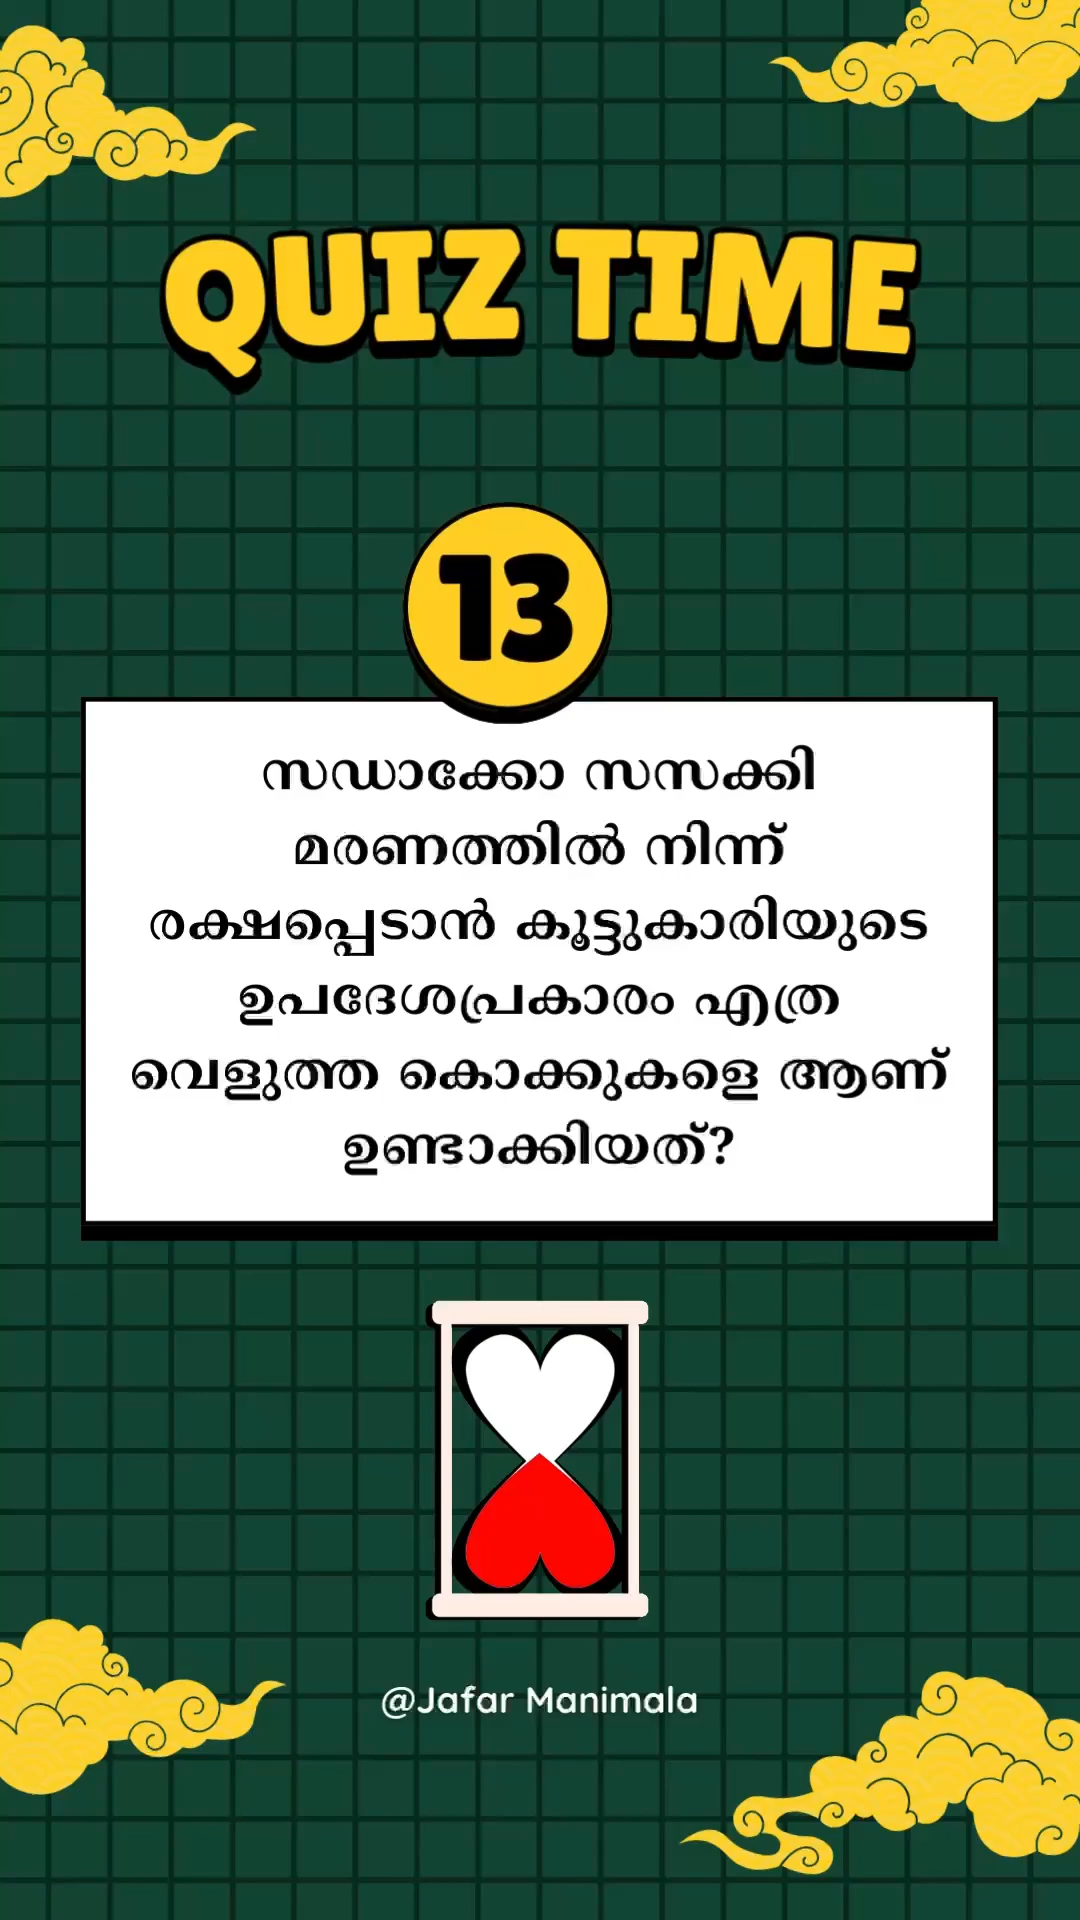 QUIZ TIME
13
സഡാക്കോ സസക്കി
മരണത്തിൽ നിന്ന്
രക്ഷപ്പെടാൻ കൂട്ടുകാരിയുടെ
ഉപദേശപ്രകാരം എത്ര
വെളുത്ത കൊക്കുകളെ ആണ്
ഉണ്ടാക്കിയത്?
@Jafar Manimala